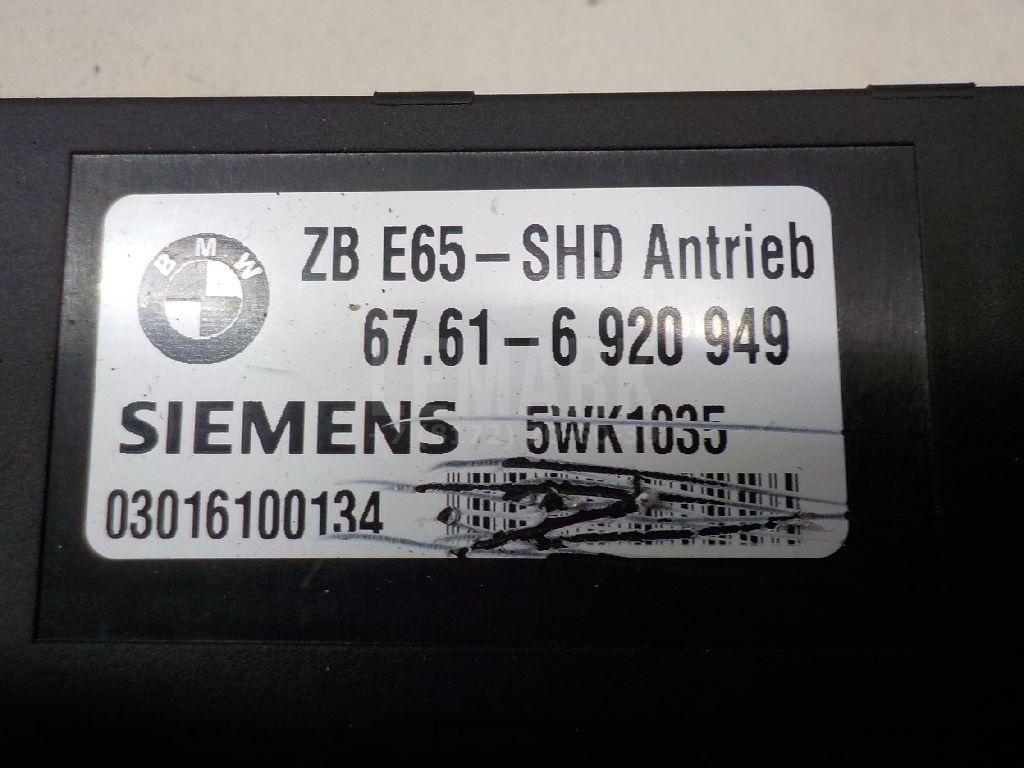 BMW
ZB E65 – SHD Antrieb
67.61 – 6 920 949
SIEMENS 5WK1035
03016100134